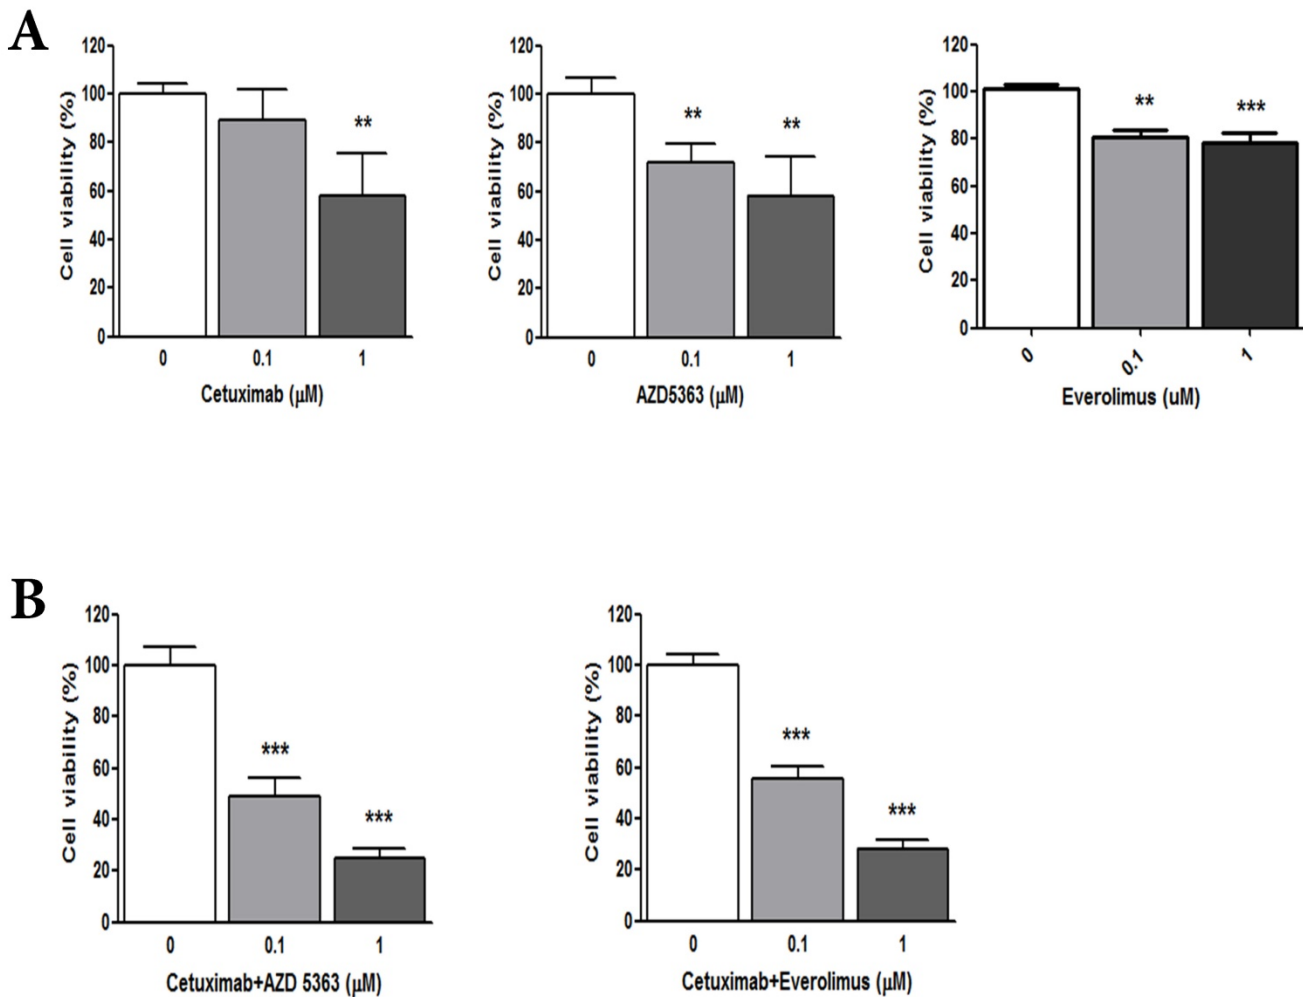 A
120
100
80
60
40
20
0
Cell viability (%)
**
0 0.1 1
Cetuximab (μM)
120
100
80
60
40
20
0
Cell viability (%)
** **
0 0.1 1
AZD5363 (μM)
120
100
80
60
40
20
0
Cell viability (%)
** ***
0 0.1 1
Everolimus (uM)
B
120
100
80
60
40
20
0
Cell viability (%)
***
***
0 0.1 1
Cetuximab+AZD 5363 (μM)
120
100
80
60
40
20
0
Cell viability (%)
***
***
0 0.1 1
Cetuximab+Everolimus (μM)